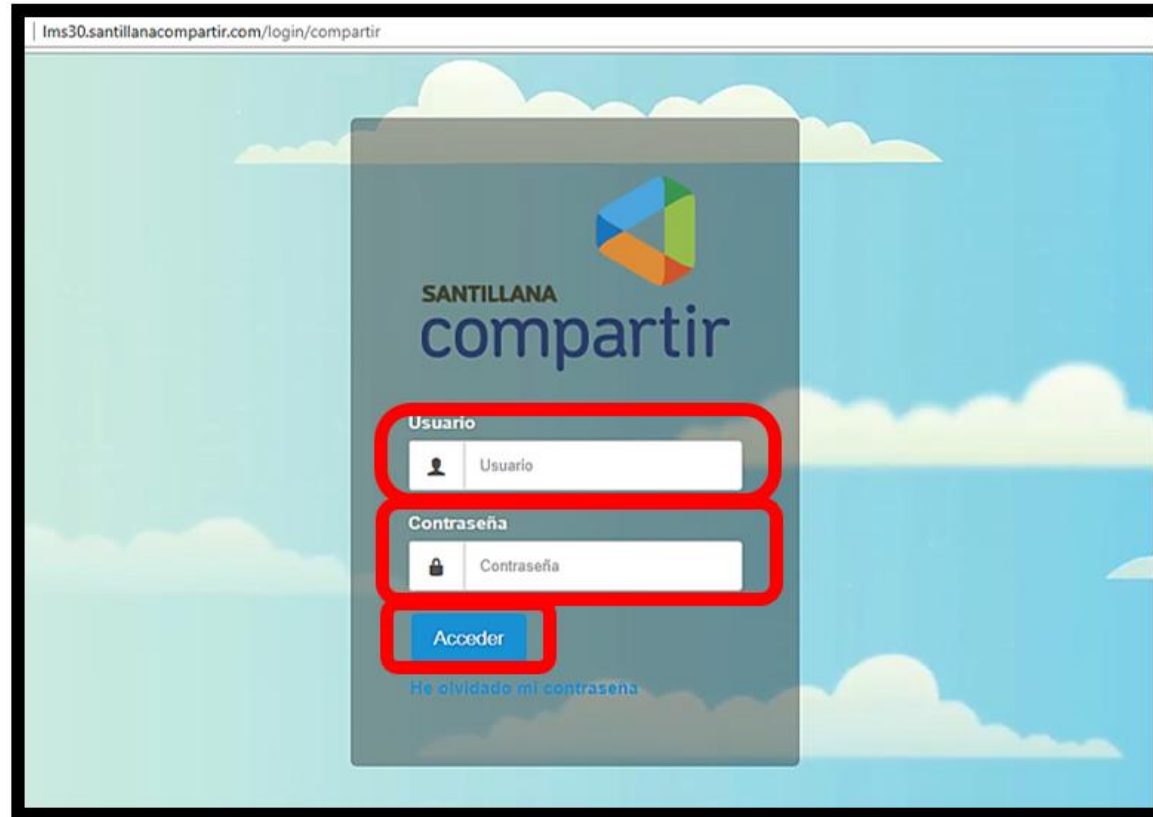 lms30.santillanacompartir.com/login/compartir
SANTILLANA
compartir
Usuario
Usuario
Contraseña
Contraseña
Acceder
He olvidado mi contraseña